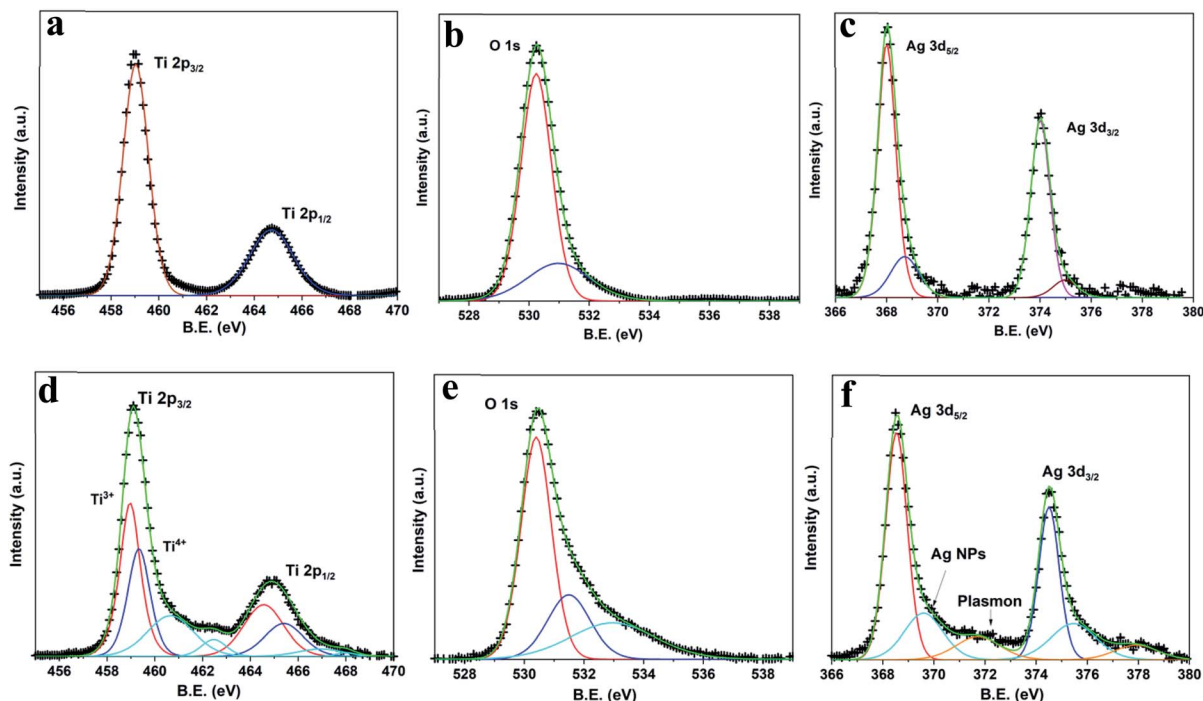 a
Ti 2p3/2
Ti 2p1/2
Intensity (a.u.)
456 458 460 462 464 466 468 470
B.E. (eV)
b
O 1s
Intensity (a.u.)
528 530 532 534 536 538
B.E. (eV)
c
Ag 3d5/2
Ag 3d3/2
Intensity (a.u.)
366 368 370 372 374 376 378 380
B.E. (eV)
d
Ti 2p3/2
Ti3+
Ti4+
Ti 2p1/2
Intensity (a.u.)
456 458 460 462 464 466 468 470
B.E. (eV)
e
O 1s
Intensity (a.u.)
528 530 532 534 536 538
B.E. (eV)
f
Ag 3d5/2
Ag 3d3/2
Ag NPs
Plasmon
Intensity (a.u.)
366 368 370 372 374 376 378 380
B.E. (eV)